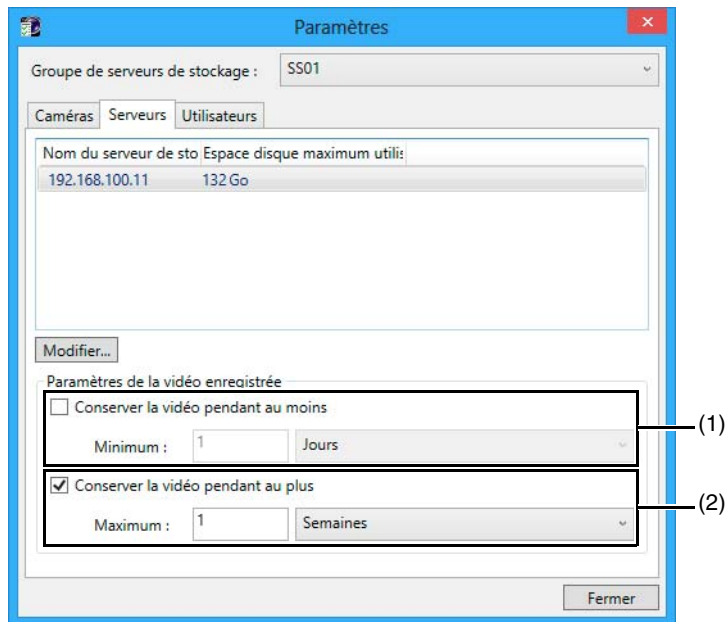 Paramètres
Groupe de serveurs de stockage : SS01
Caméras Serveurs Utilisateurs
Nom du serveur de sto Espace disque maximum utilis
192.168.100.11 132 Go
Modifier...
Paramètres de la vidéo enregistrée
Conserver la vidéo pendant au moins
(1)
Minimum : 1 Jours
Conserver la vidéo pendant au plus
(2)
Maximum : 1 Semaines
Fermer